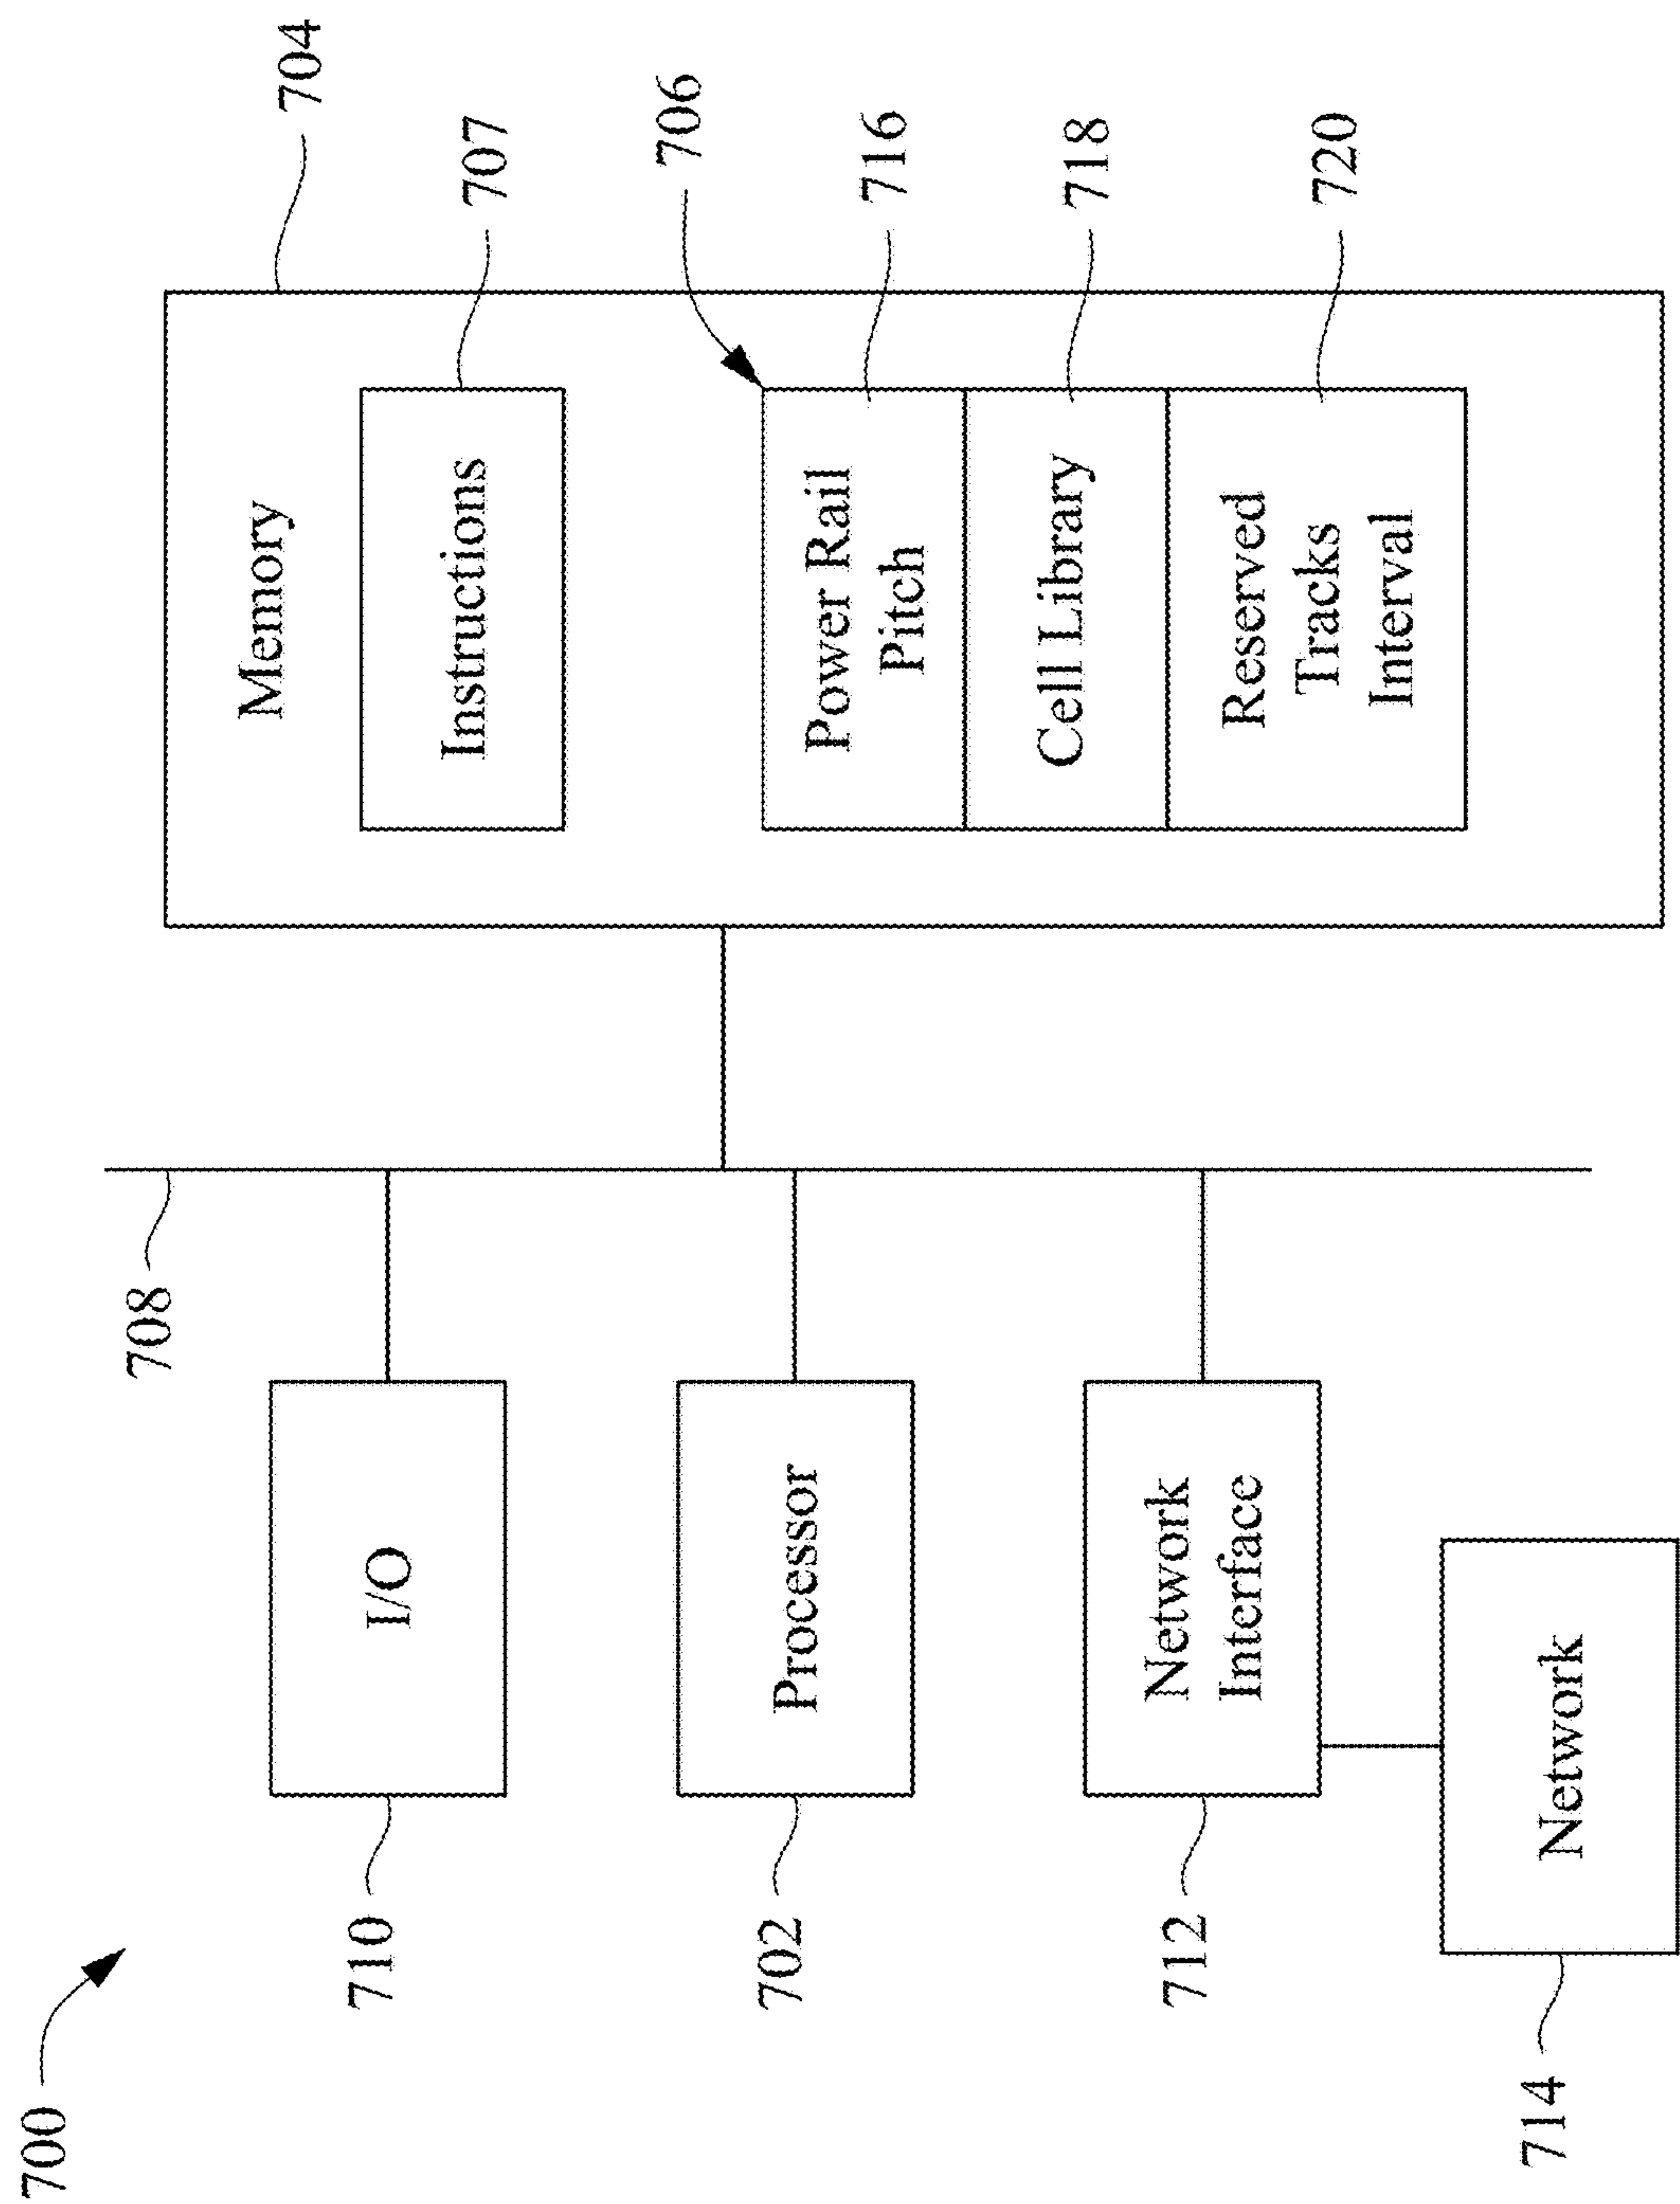 700
710
I/O
702
Processor
712
Network
Interface
714
Network
708
Memory
704
Instructions
707
706
Power Rail
Pitch
716
Cell Library
718
Reserved
Tracks
Interval
720